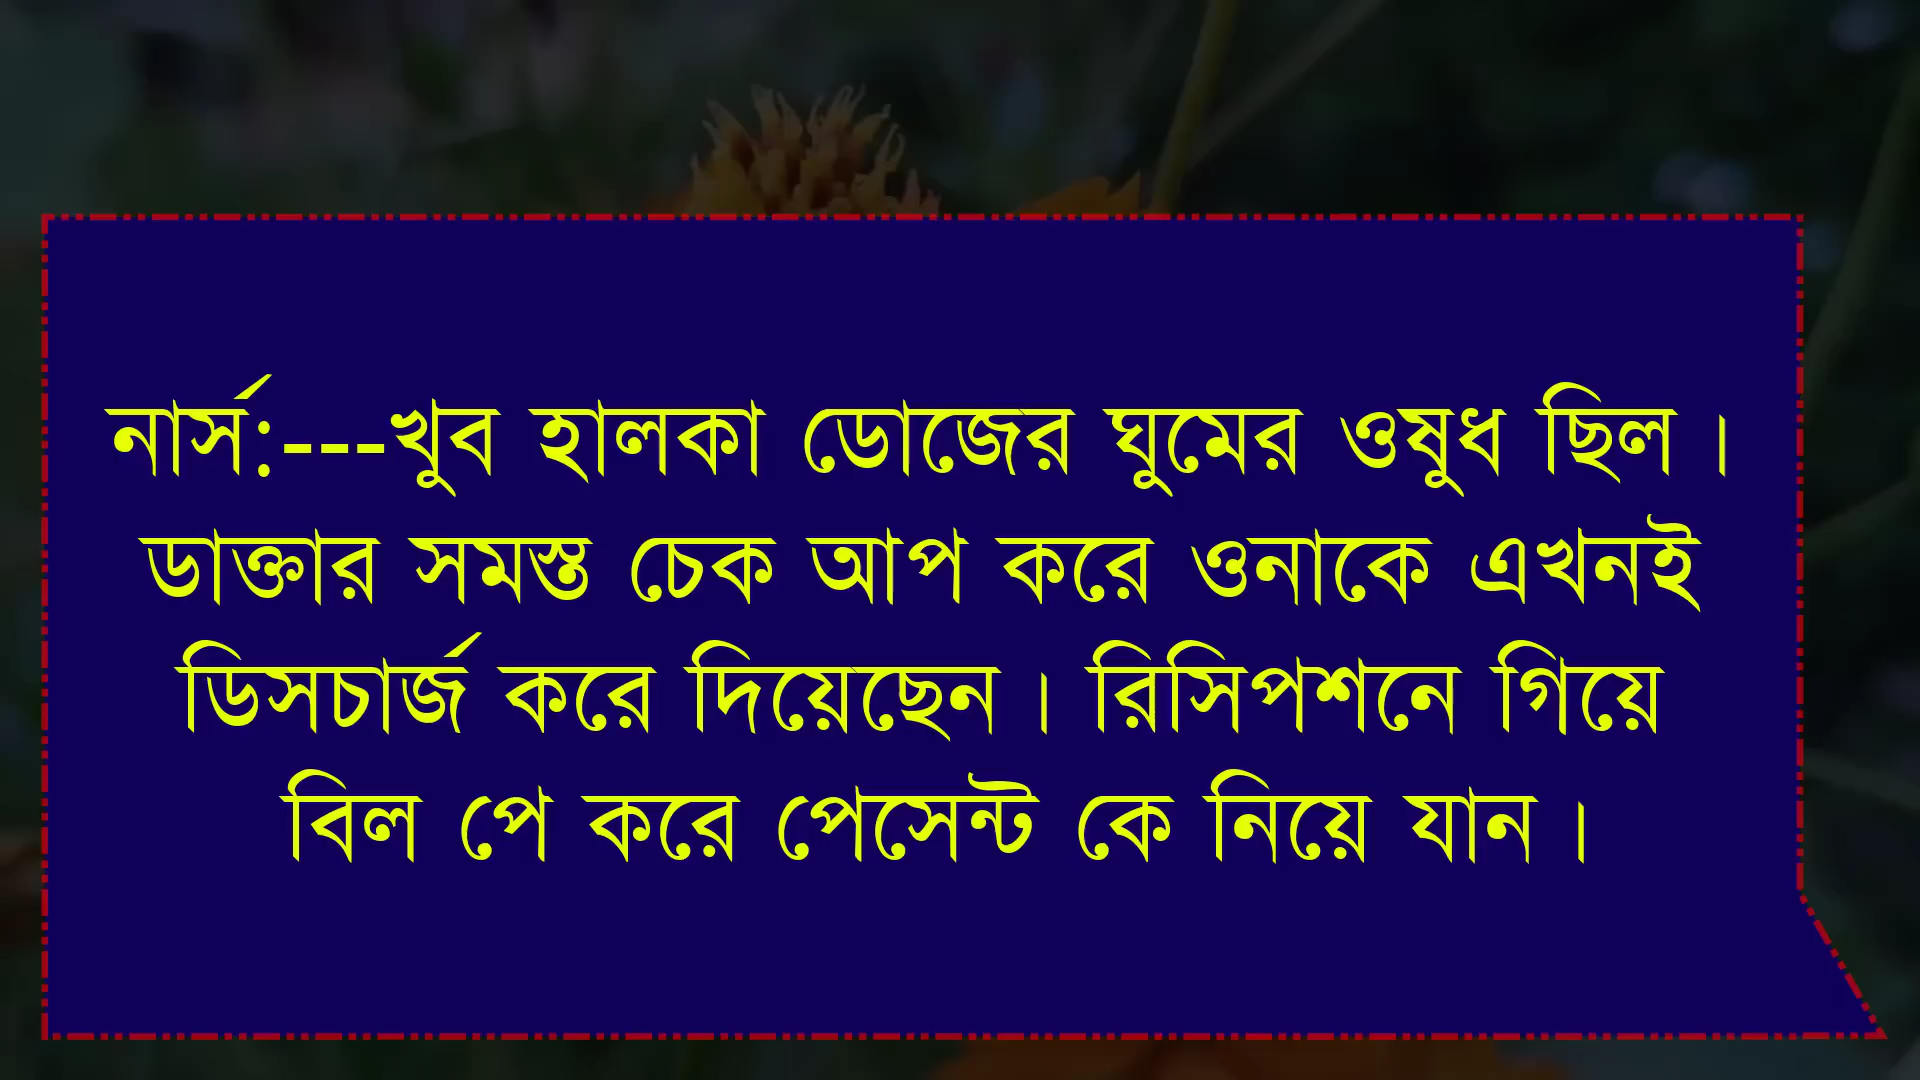 নার্স:---খুব হালকা ডোজের ঘুমের ওষুধ ছিল ।
ডাক্তার সমস্ত চেক আপ করে ওনাকে এখনই
ডিসচার্জ করে দিয়েছেন । রিসিপশনে গিয়ে
বিল পে করে পেসেন্ট কে নিয়ে যান ।